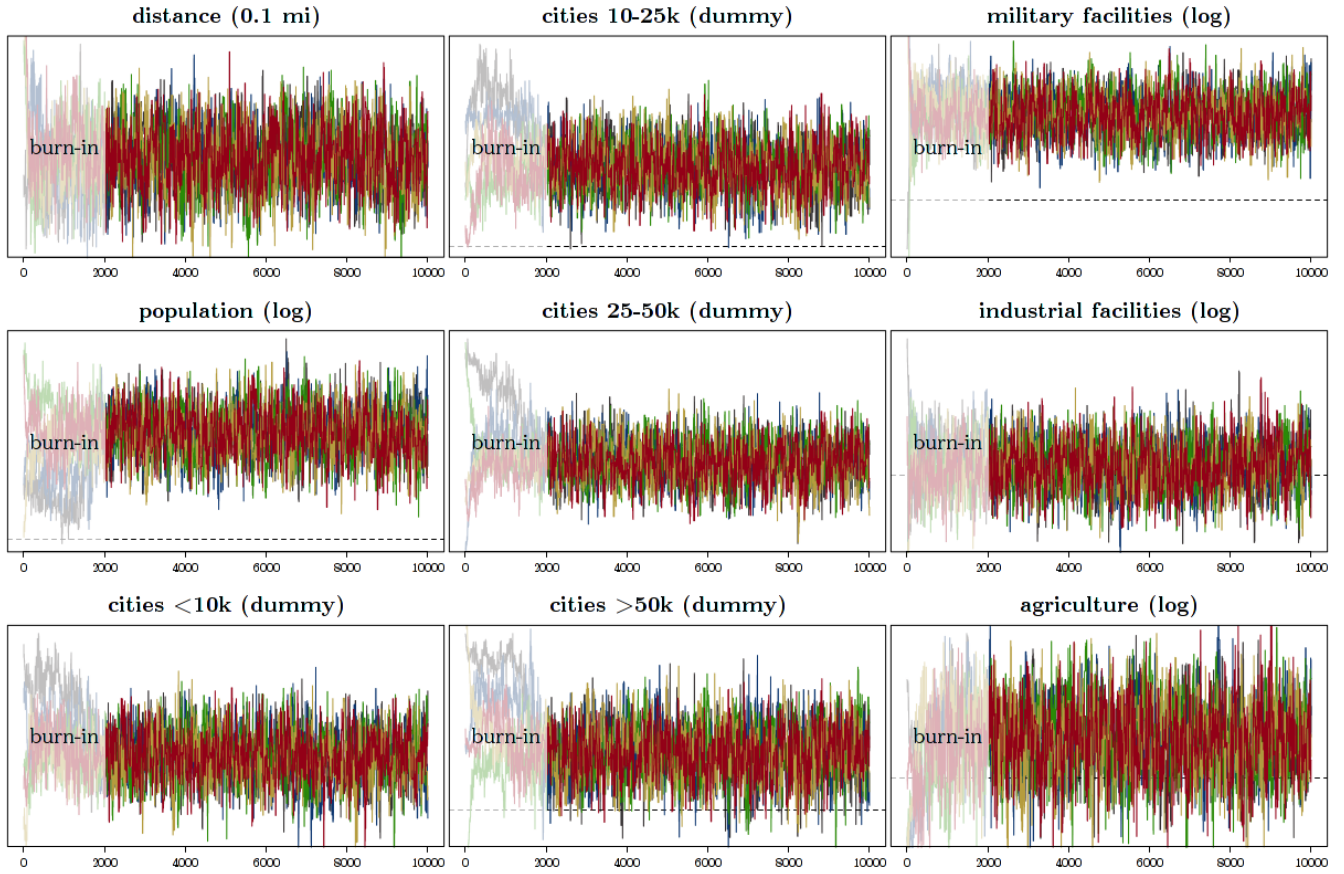 distance (0.1 mi)
cities 10-25k (dummy)
military facilities (log)
burn-in
burn-in
burn-in
0 2000 4000 6000 8000 10000
0 2000 4000 6000 8000 10000
0 2000 4000 6000 8000 10000
population (log)
cities 25-50k (dummy)
industrial facilities (log)
burn-in
burn-in
burn-in
0 2000 4000 6000 8000 10000
0 2000 4000 6000 8000 10000
0 2000 4000 6000 8000 10000
cities <10k (dummy)
cities >50k (dummy)
agriculture (log)
burn-in
burn-in
burn-in
0 2000 4000 6000 8000 10000
0 2000 4000 6000 8000 10000
0 2000 4000 6000 8000 10000